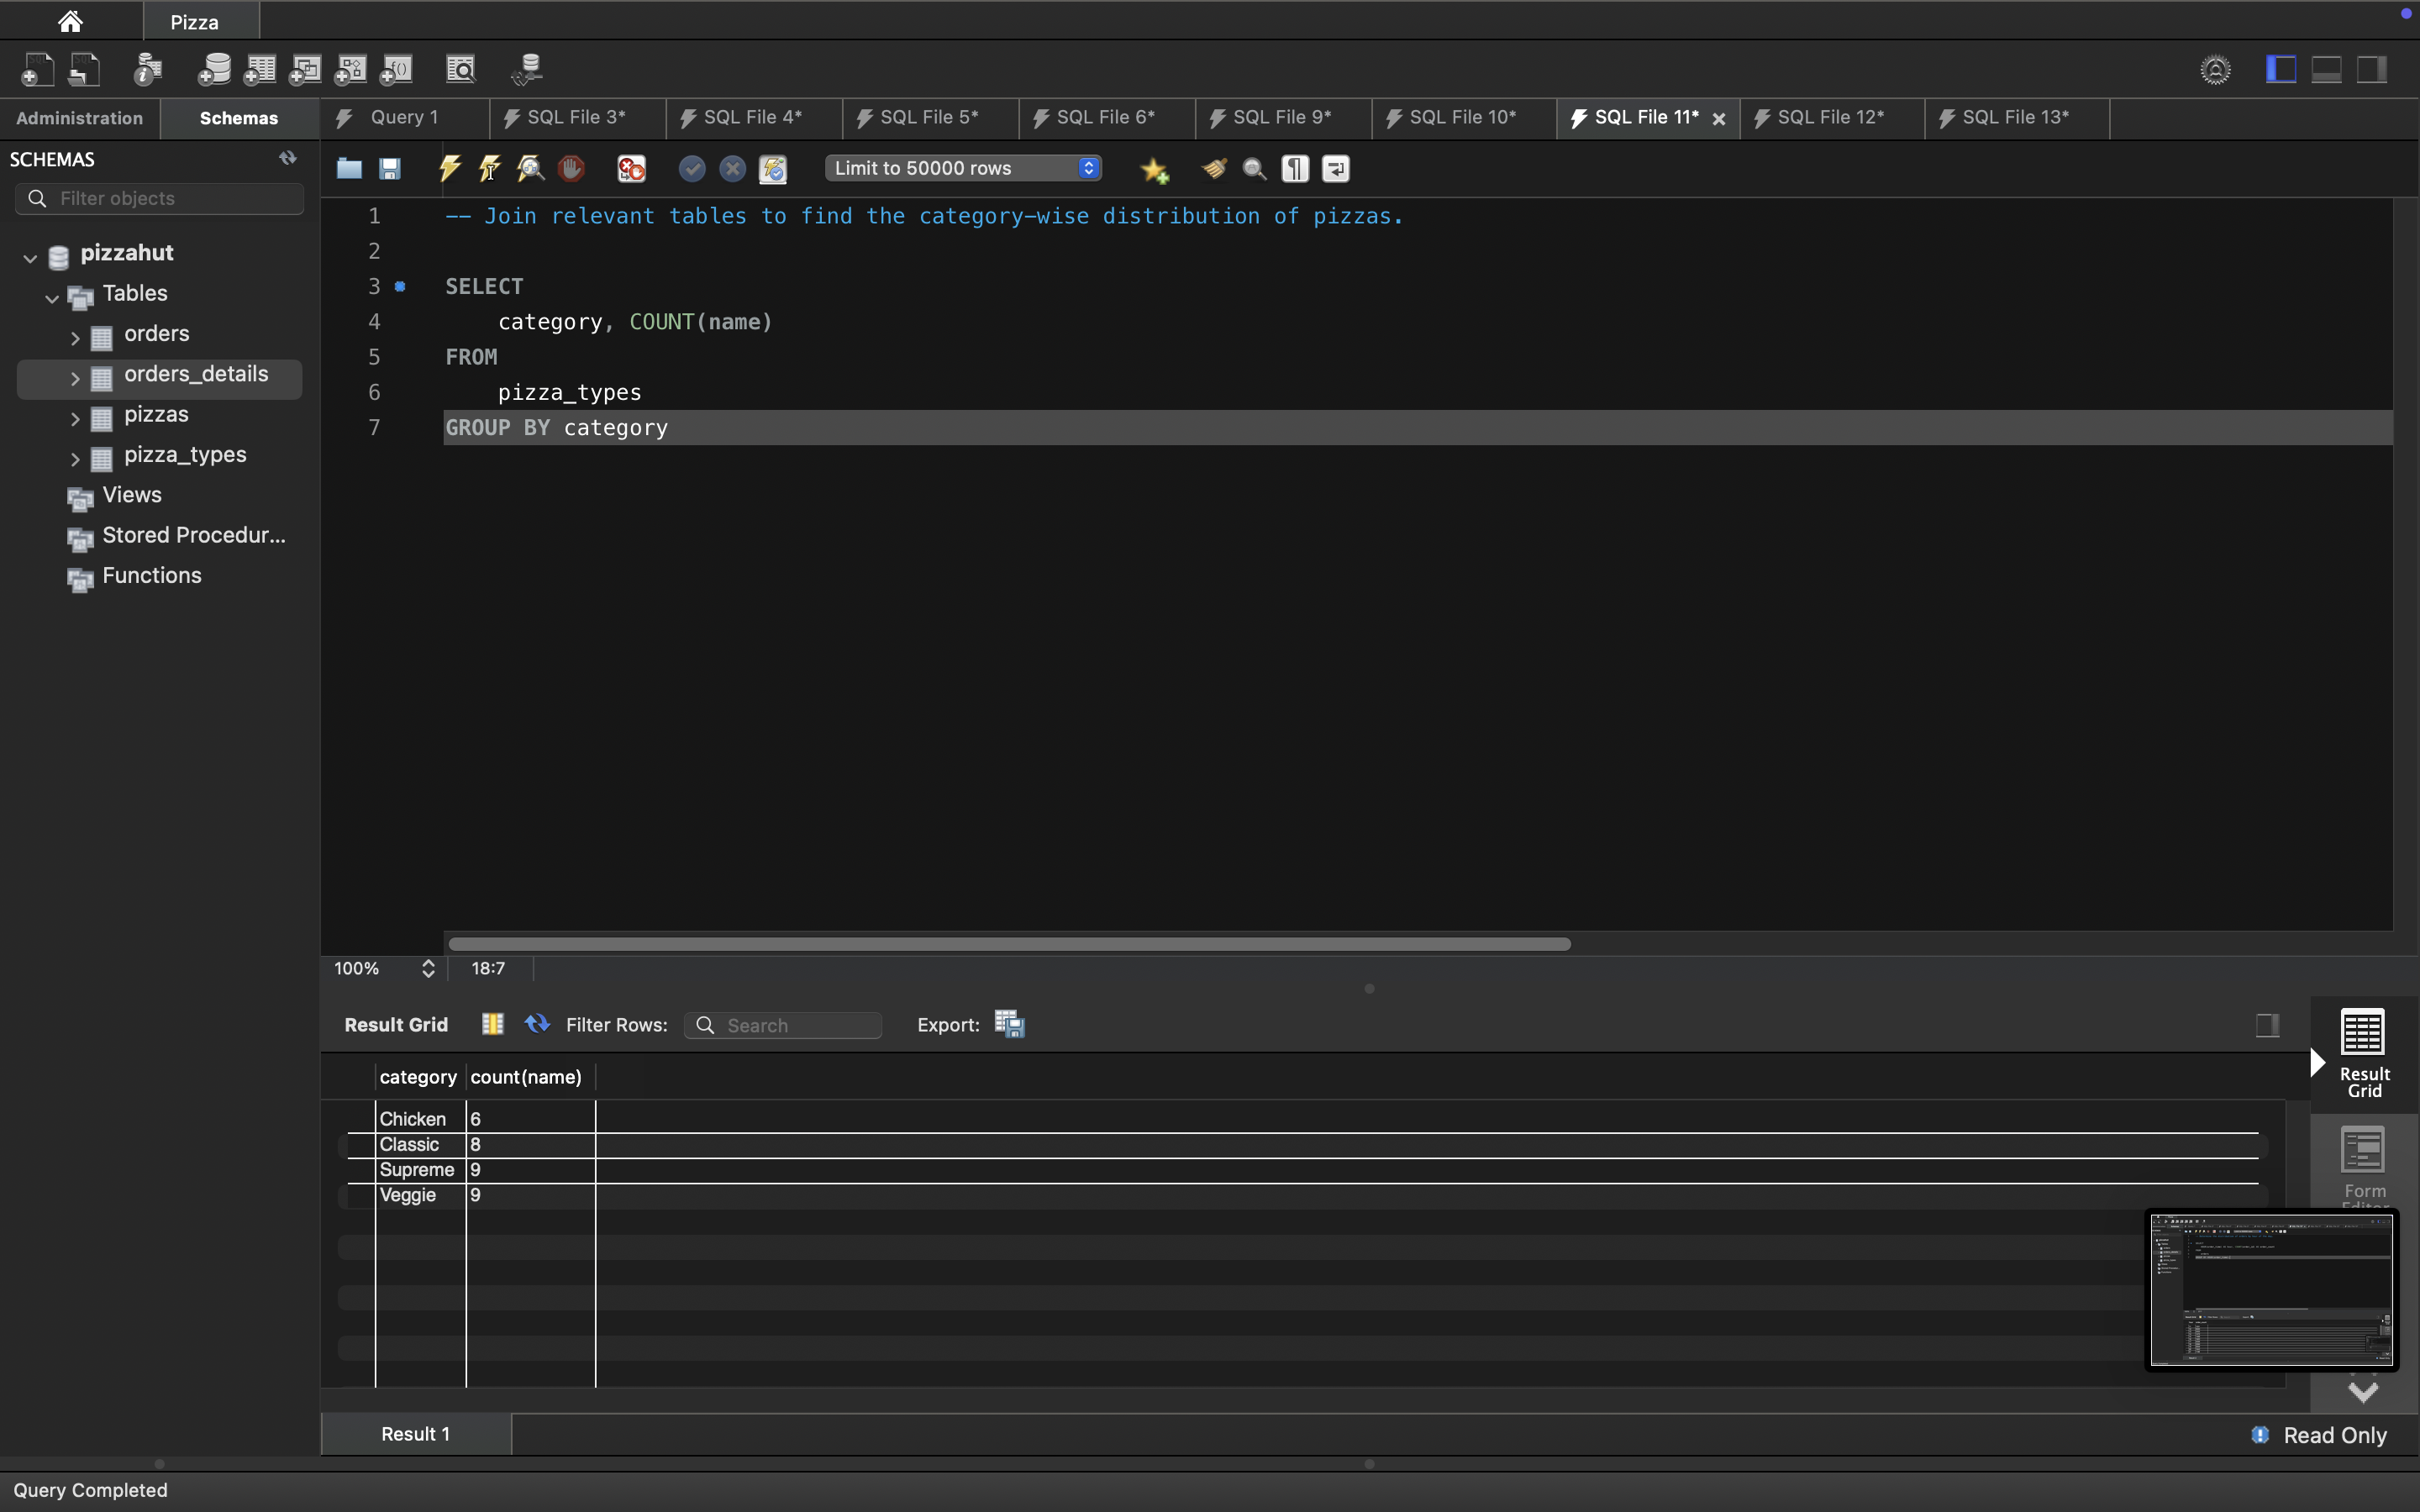 Pizza
Administration
Schemas
Query 1
SQL File 3*
SQL File 4*
SQL File 5*
SQL File 6*
SQL File 9*
SQL File 10*
SQL File 11*
SQL File 12*
SQL File 13*
SCHEMAS
Filter objects
pizzahut
Tables
orders
orders_details
pizzas
pizza_types
Views
Stored Procedur...
Functions
Limit to 50000 rows
1 -- Join relevant tables to find the category-wise distribution of pizzas.
2
3 SELECT
4 category, COUNT(name)
5 FROM
6 pizza_types
7 GROUP BY category
100% 18:7
Result Grid Filter Rows: Search Export:
category count(name)
Chicken 6
Classic 8
Supreme 9
Veggie 9
Result
Grid
Form
Editor
Result 1
Read Only
Query Completed